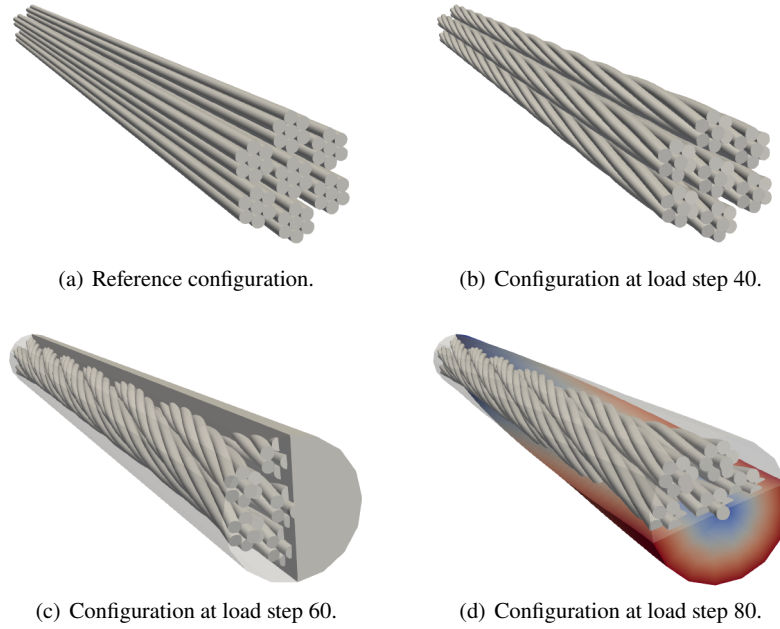 (a) Reference configuration.
(b) Configuration at load step 40.
(c) Configuration at load step 60.
(d) Configuration at load step 80.